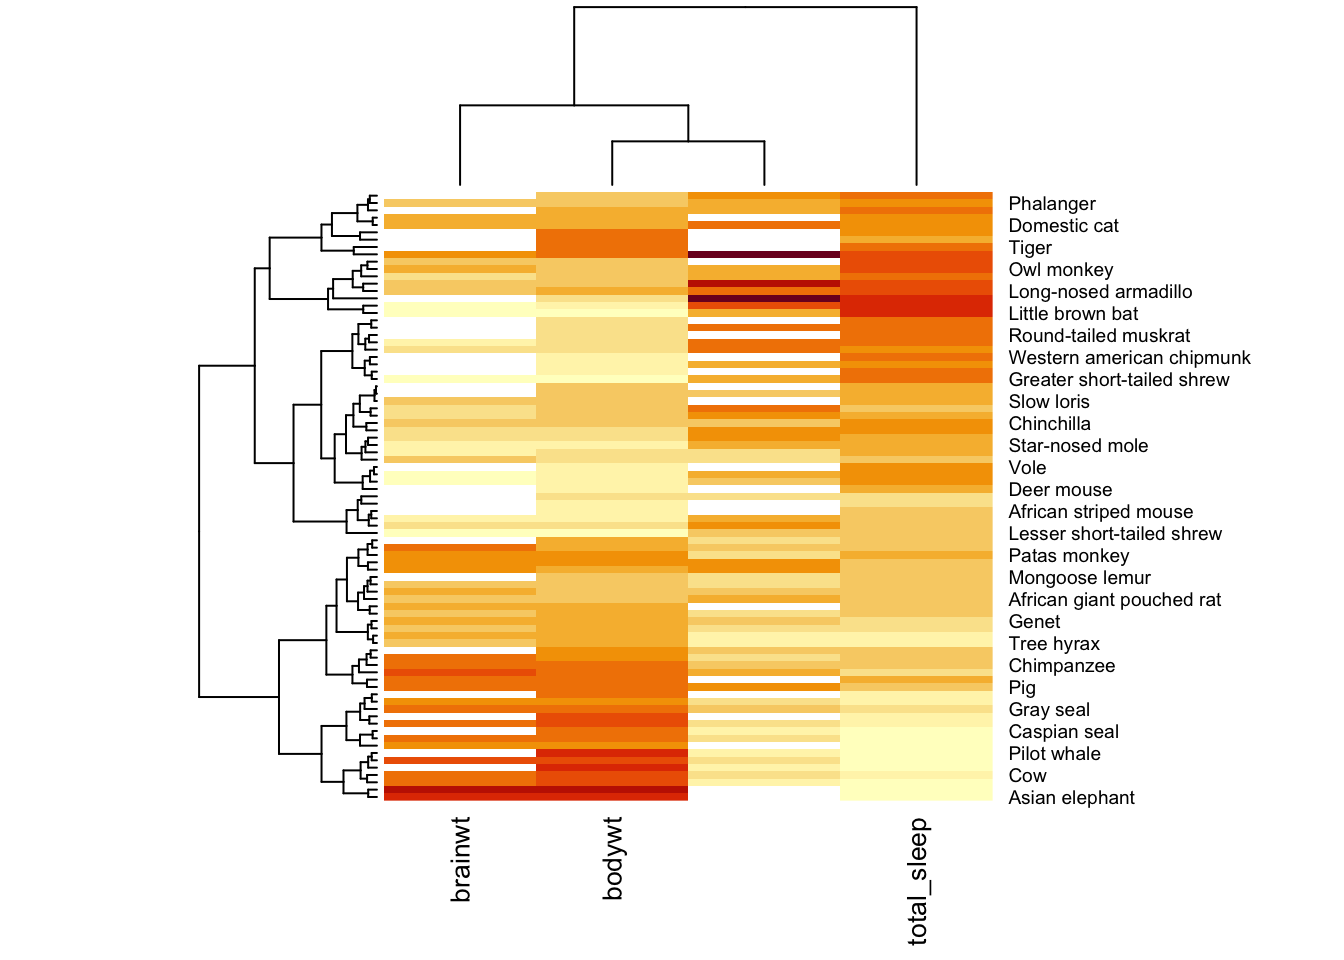 Phalanger
Domestic cat
Tiger
Owl monkey
Long-nosed armadillo
Little brown bat
Round-tailed muskrat
Western american chipmunk
Greater short-tailed shrew
Slow loris
Chinchilla
Star-nosed mole
Vole
Deer mouse
African striped mouse
Lesser short-tailed shrew
Patas monkey
Mongoose lemur
African giant pouched rat
Genet
Tree hyrax
Chimpanzee
Pig
Gray seal
Caspian seal
Pilot whale
Cow
Asian elephant
brainwt
bodywt
total_sleep